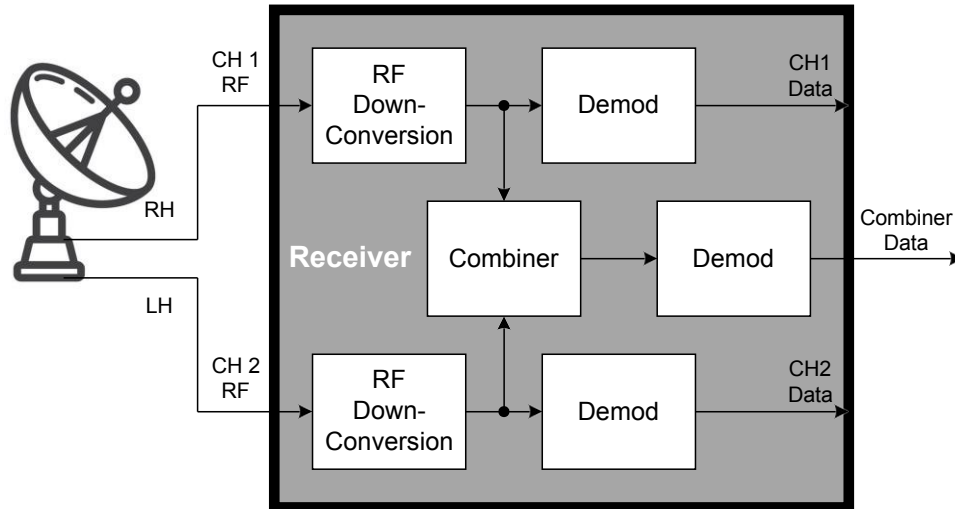 CH 1
RF
RF
Down-
Conversion
Demod
CH1
Data
RH
Receiver
Combiner
Demod
Combiner
Data
LH
CH 2
RF
RF
Down-
Conversion
Demod
CH2
Data